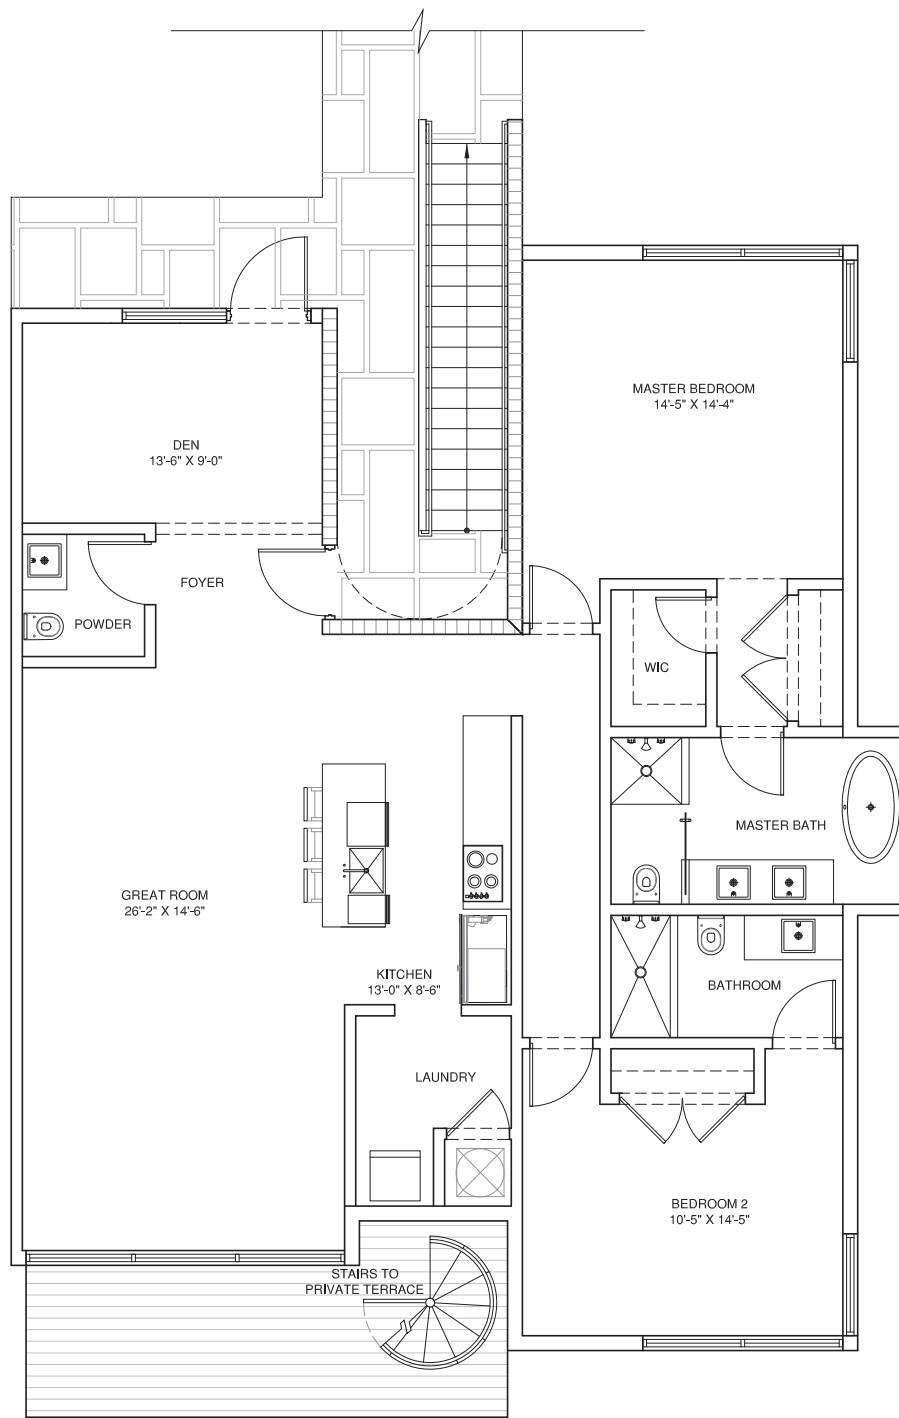 MASTER BEDROOM
14'-5" X 14'-4"
DEN
13'-6" X 9'-0"
FOYER
POWDER
WIC
MASTER BATH
GREAT ROOM
26'-2" X 14'-6"
KITCHEN
13'-0" X 8'-6"
BATHROOM
LAUNDRY
BEDROOM 2
10'-5" X 14'-5"
STAIRS TO
PRIVATE TERRACE